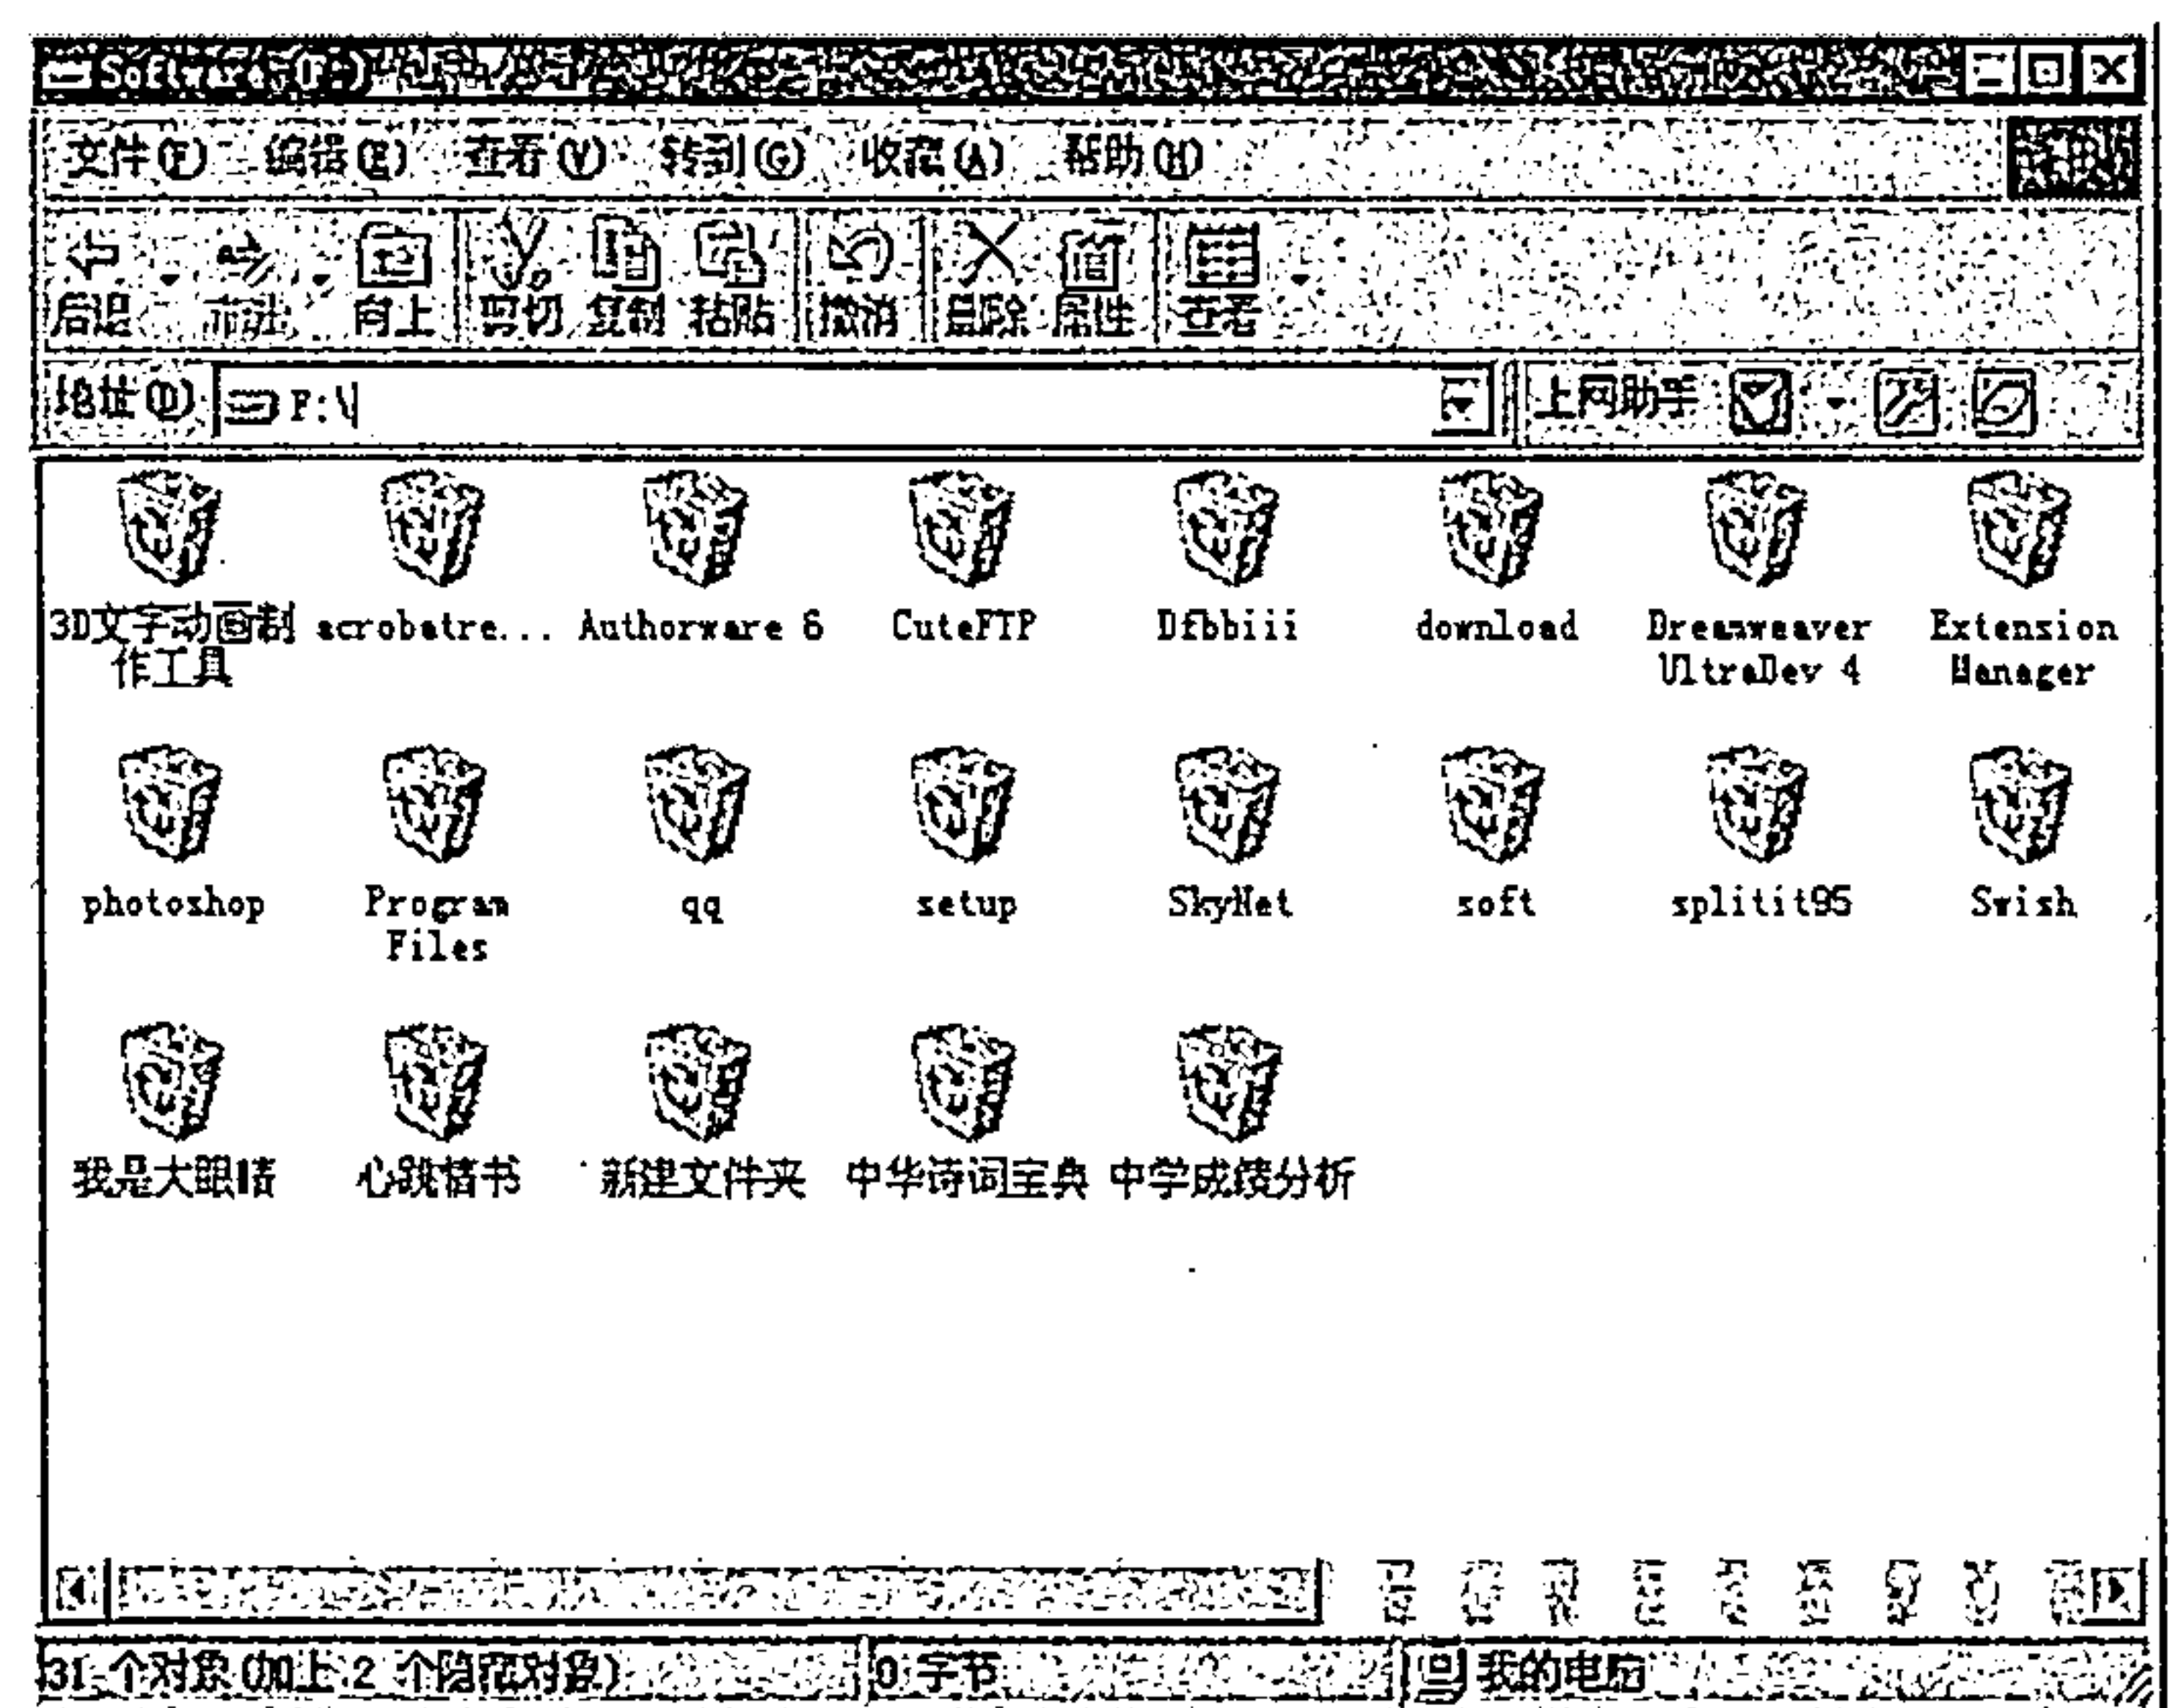 Software (F:)
文件(F) 编辑(E) 查看(V) 转到(G) 收藏(A) 帮助(H)
后退 前进 向上 剪切 复制 粘贴 撤消 删除 属性 查看
地址(D) F:\ 上网助手
3D文字动画制作工具 acrobatre... Authorware 6 CuteFTP Dfbbiii download Dreamweaver UltraDev 4 Extension Manager
photoshop Program Files qq setup SkyNet soft splitit95 Swish
我是大眼睛 心跳情书 新建文件夹 中华诗词宝典 中学成绩分析
31 个对象(加上 2 个隐藏对象) 0 字节 我的电脑